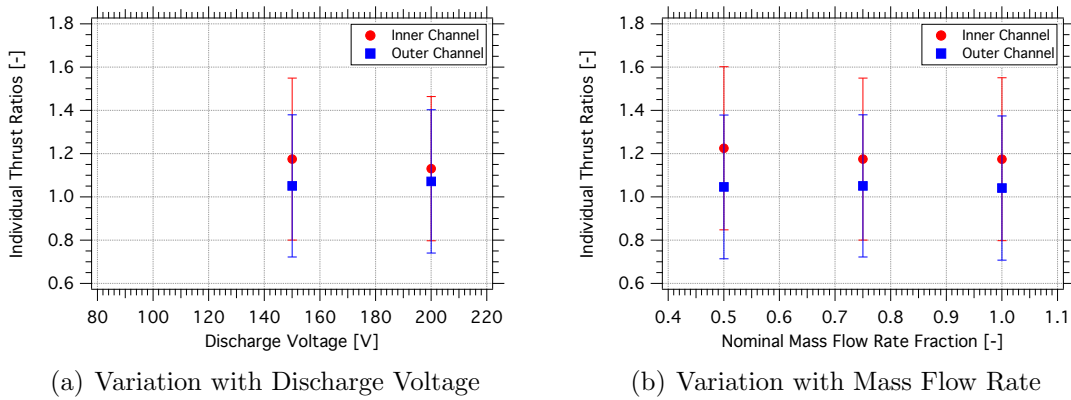 1.8
1.6
1.4
1.2
1.0
0.8
0.6
Individual Thrust Ratios [-]
Inner Channel
Outer Channel
80 100 120 140 160 180 200 220
Discharge Voltage [V]
(a) Variation with Discharge Voltage
1.8
1.6
1.4
1.2
1.0
0.8
0.6
Individual Thrust Ratios [-]
Inner Channel
Outer Channel
0.4 0.5 0.6 0.7 0.8 0.9 1.0 1.1
Nominal Mass Flow Rate Fraction [-]
(b) Variation with Mass Flow Rate